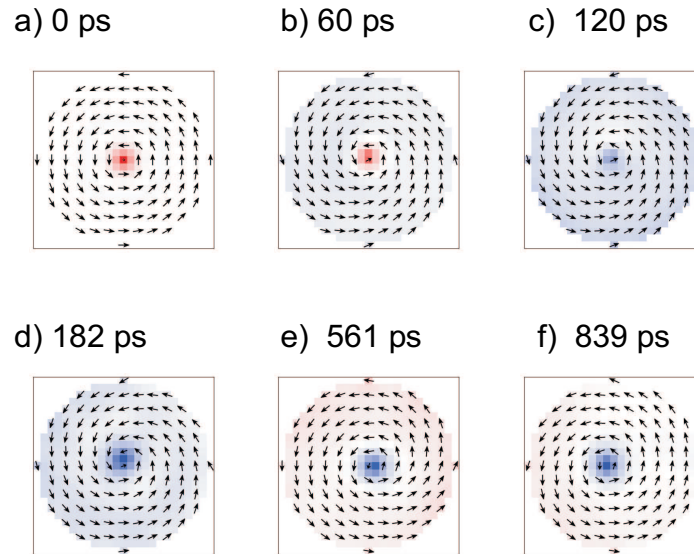 a) 0 ps
b) 60 ps
c) 120 ps
d) 182 ps
e) 561 ps
f) 839 ps